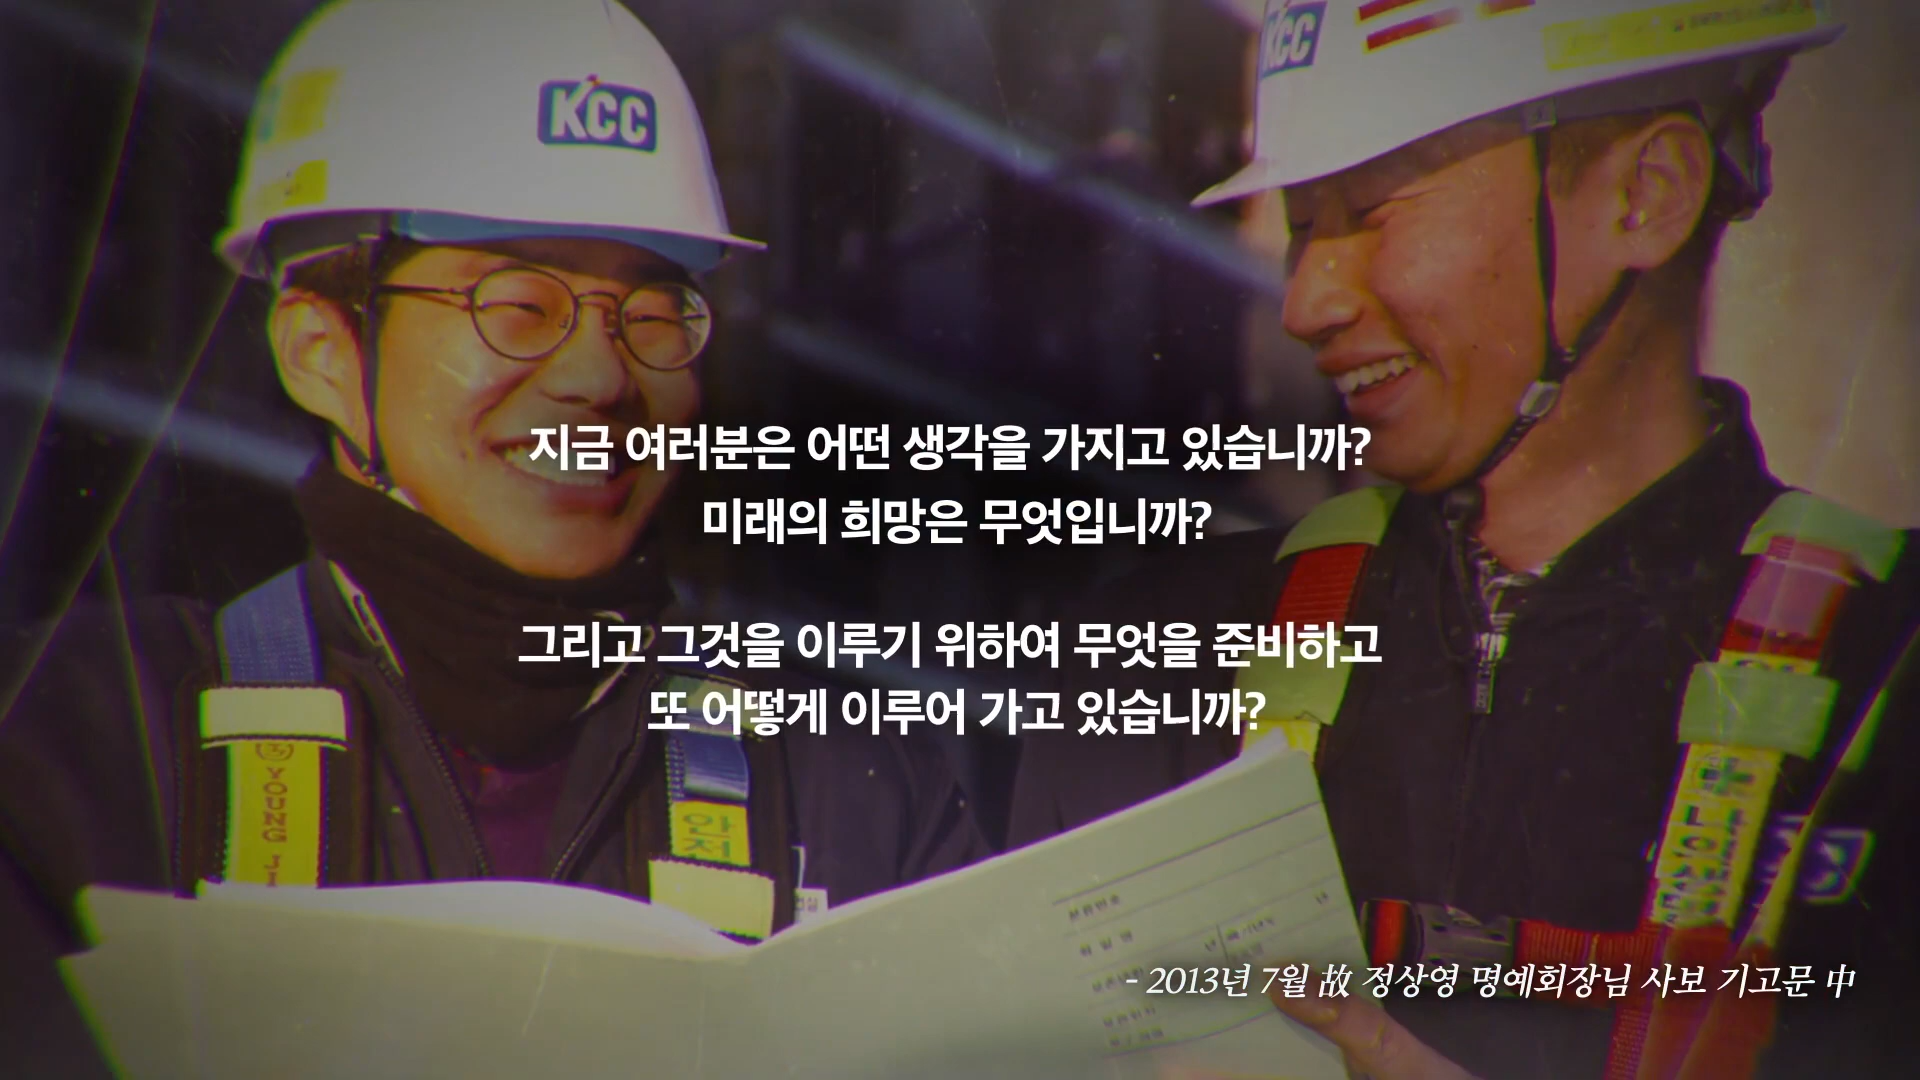 KCC
KCC
지금 여러분은 어떤 생각을 가지고 있습니까?
미래의 희망은 무엇입니까?
그리고 그것을 이루기 위하여 무엇을 준비하고
또 어떻게 이루어 가고 있습니까?
YOUNG JI
안전
- 2013년 7월 故 정상영 명예회장님 사보 기고문 中